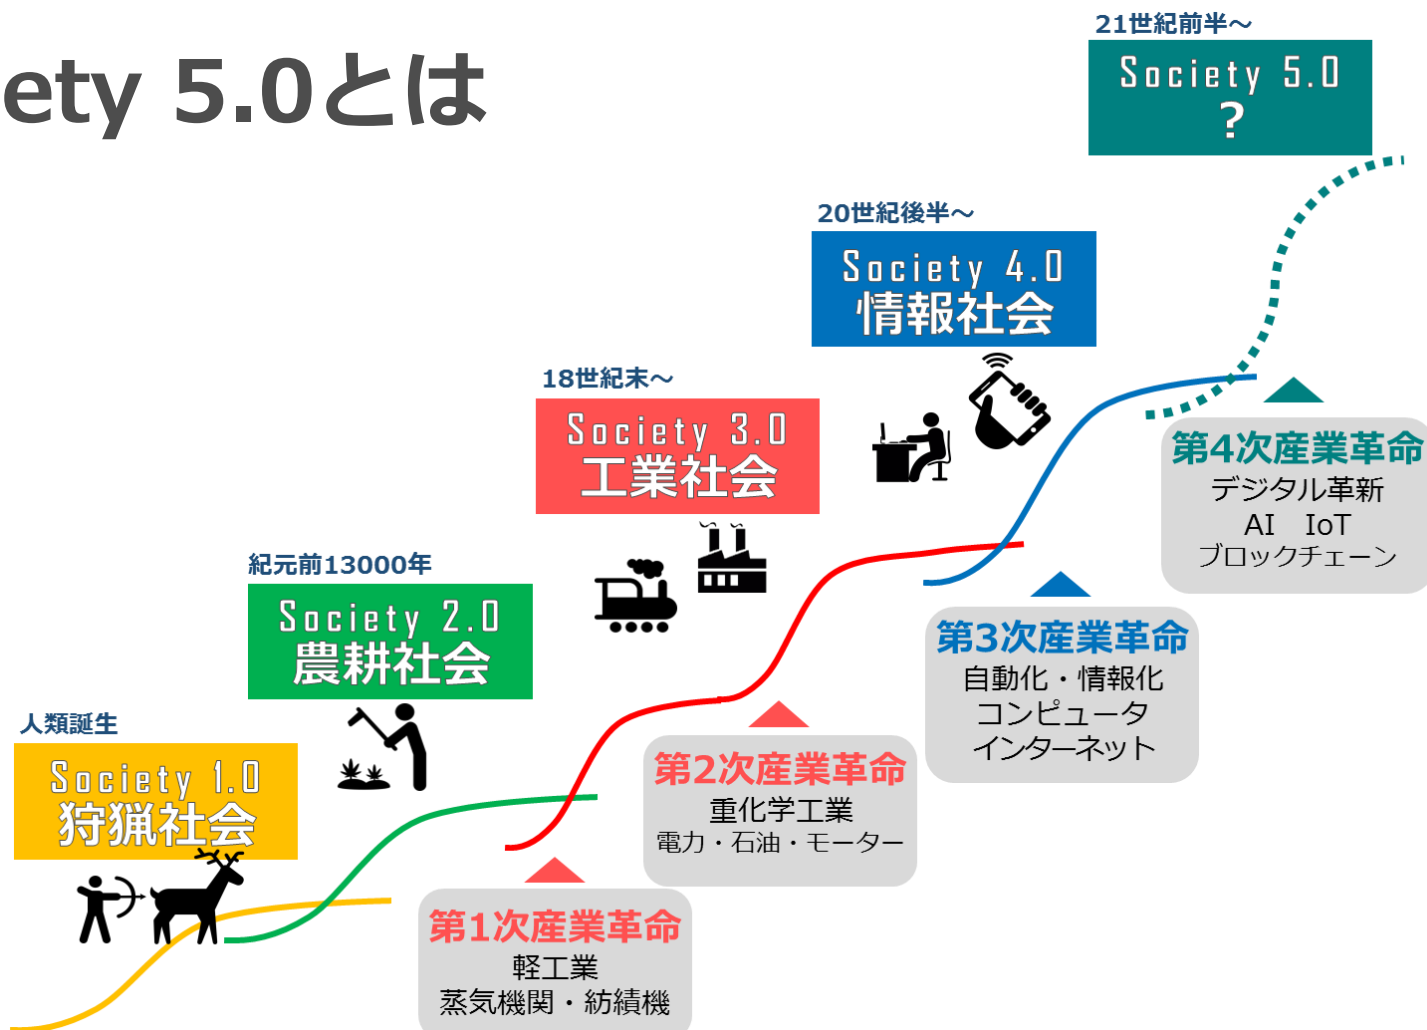 ety 5.0とは
21世紀前半～
Society 5.0
？
20世紀後半～
Society 4.0
情報社会
18世紀末～
Society 3.0
工業社会
紀元前13000年
Society 2.0
農耕社会
人類誕生
Society 1.0
狩猟社会
第1次産業革命
軽工業
蒸気機関・紡績機
第2次産業革命
重化学工業
電力・石油・モーター
第3次産業革命
自動化・情報化
コンピュータ
インターネット
第4次産業革命
デジタル革新
AI　IoT
ブロックチェーン